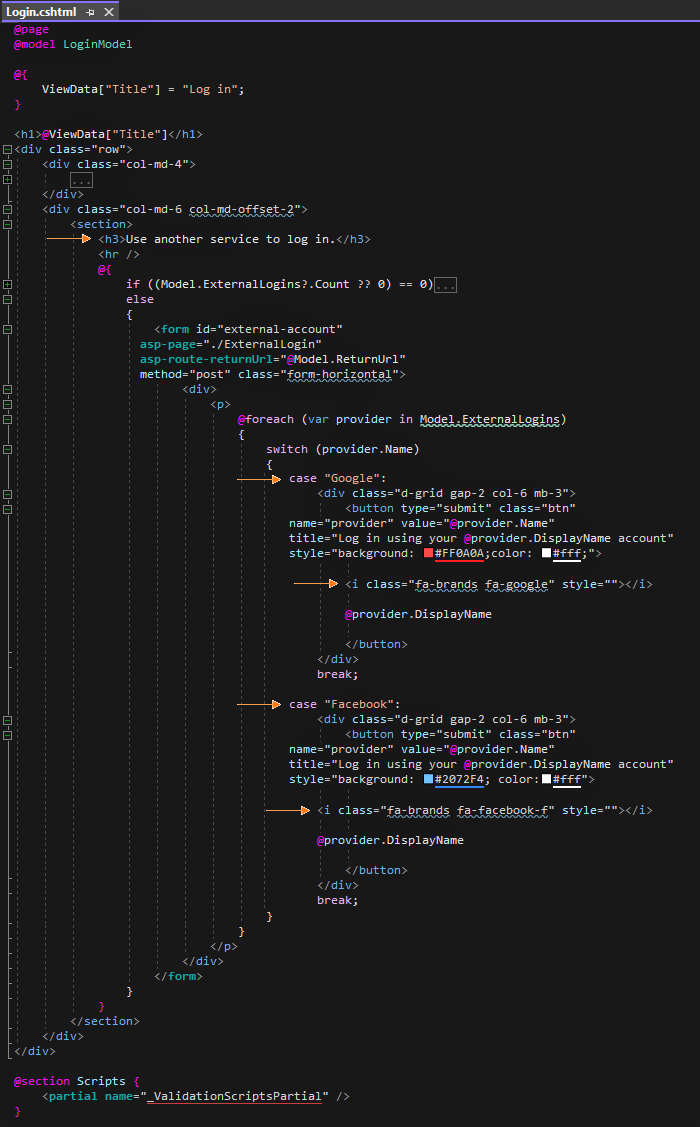 Login.cshtml
@page
@model LoginModel
@{
ViewData["Title"] = "Log in";
}
<h1>@ViewData["Title"]</h1>
<div class="row">
<div class="col-md-4">
...
</div>
<div class="col-md-6 col-md-offset-2">
<section>
<h3>Use another service to log in.</h3>
<hr />
@{
if ((Model.ExternalLogins?.Count ?? 0) == 0)...
else
{
<form id="external-account"
asp-page="./ExternalLogin"
asp-route-returnUrl="@Model.ReturnUrl"
method="post" class="form-horizontal">
<div>
<p>
@foreach (var provider in Model.ExternalLogins)
{
switch (provider.Name)
{
case "Google":
<div class="d-grid gap-2 col-6 mb-3">
<button type="submit" class="btn"
name="provider" value="@provider.Name"
title="Log in using your @provider.DisplayName account"
style="background: #FF0A0A;color: #fff;">
<i class="fa-brands fa-google" style=""></i>
@provider.DisplayName
</button>
</div>
break;
case "Facebook":
<div class="d-grid gap-2 col-6 mb-3">
<button type="submit" class="btn"
name="provider" value="@provider.Name"
title="Log in using your @provider.DisplayName account"
style="background: #2072F4; color:#fff">
<i class="fa-brands fa-facebook-f" style=""></i>
@provider.DisplayName
</button>
</div>
break;
}
}
</p>
</div>
</form>
}
}
</section>
</div>
</div>
@section Scripts {
<partial name="_ValidationScriptsPartial" />
}